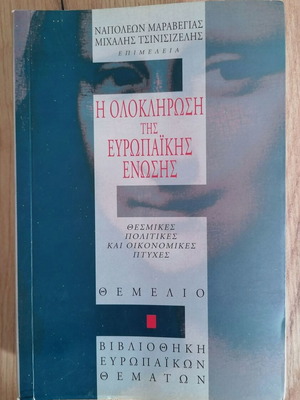 ΝΑΠΟΛΕΩΝ ΜΑΡΑΒΕΓΙΑΣ
ΜΙΧΑΛΗΣ ΤΣΙΝΙΣΙΖΕΛΗΣ
ΕΠΙΜΕΛΕΙΑ
Η ΟΛΟΚΛΗΡΩΣΗ
ΤΗΣ
ΕΥΡΩΠΑΪΚΗΣ
ΕΝΩΣΗΣ
ΘΕΣΜΙΚΕΣ
ΠΟΛΙΤΙΚΕΣ
ΚΑΙ ΟΙΚΟΝΟΜΙΚΕΣ
ΠΤΥΧΕΣ
ΘΕΜΕΛΙΟ
ΒΙΒΛΙΟΘΗΚΗ
ΕΥΡΩΠΑΪΚΩΝ
ΘΕΜΑΤΩΝ